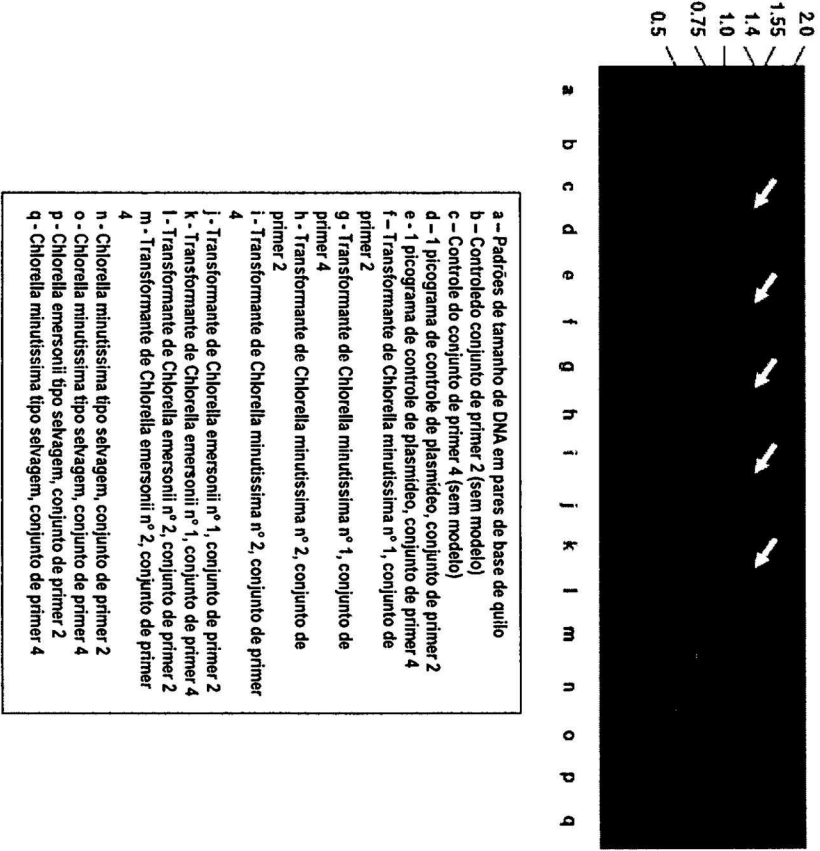 2.0
1.55
1.4
1.0
0.75
0.5
a b c d e f g h i j k l m n o p q
a – Padrões de tamanho de DNA em pares de base de quilo
b – Controledo conjunto de primer 2 (sem modelo)
c – Controle do conjunto de primer 4 (sem modelo)
d – 1 picograma de controle de plasmídeo, conjunto de primer 2
e - 1 picograma de controle de plasmídeo, conjunto de primer 4
f – Transformante de Chlorella minutissima nº 1, conjunto de
primer 2
g - Transformante de Chlorella minutissima nº 1, conjunto de
primer 4
h - Transformante de Chlorella minutissima nº 2, conjunto de
primer 2
i - Transformante de Chlorella minutissima nº 2, conjunto de primer
4
j - Transformante de Chlorella emersonii nº 1, conjunto de primer 2
k - Transformante de Chlorella emersonii nº 1, conjunto de primer 4
l - Transformante de Chlorella emersonii nº 2, conjunto de primer 2
m - Transformante de Chlorella emersonii nº 2, conjunto de primer
4
n - Chlorella minutissima tipo selvagem, conjunto de primer 2
o - Chlorella minutissima tipo selvagem, conjunto de primer 4
p - Chlorella emersonii tipo selvagem, conjunto de primer 2
q - Chlorella minutissima tipo selvagem, conjunto de primer 4